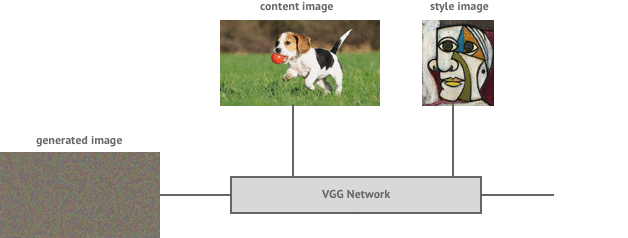 content image
style image
generated image
VGG Network